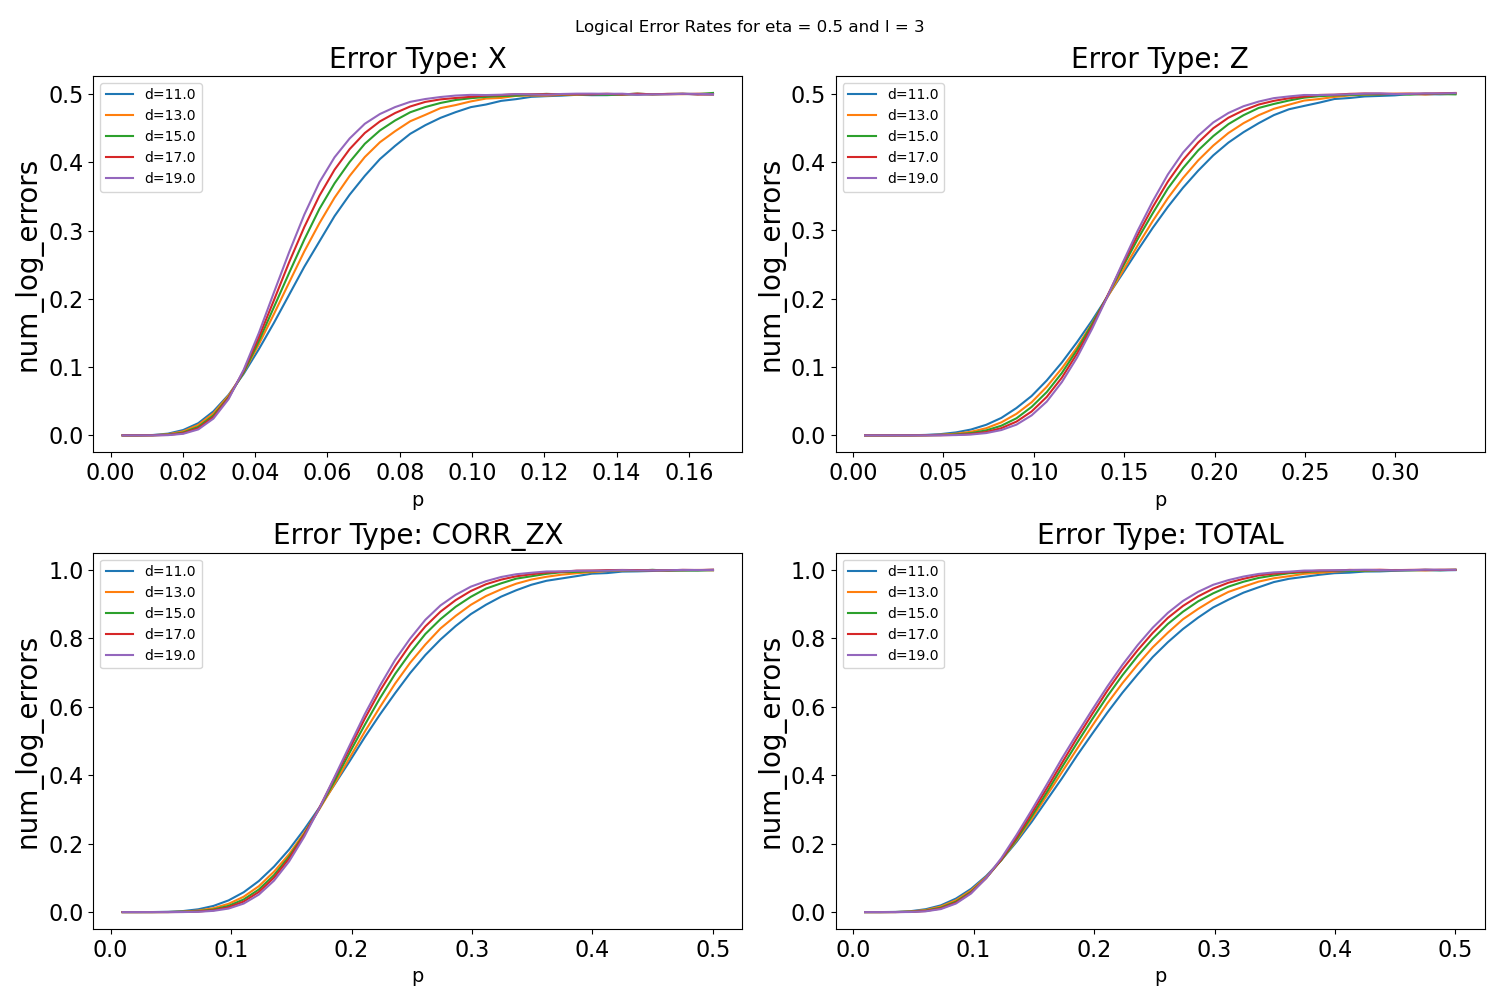 Logical Error Rates for eta = 0.5 and l = 3
Error Type: X
num_log_errors
0.5
0.4
0.3
0.2
0.1
0.0
d=11.0
d=13.0
d=15.0
d=17.0
d=19.0
0.00 0.02 0.04 0.06 0.08 0.10 0.12 0.14 0.16
p
Error Type: Z
num_log_errors
0.5
0.4
0.3
0.2
0.1
0.0
d=11.0
d=13.0
d=15.0
d=17.0
d=19.0
0.00 0.05 0.10 0.15 0.20 0.25 0.30
p
Error Type: CORR_ZX
num_log_errors
1.0
0.8
0.6
0.4
0.2
0.0
d=11.0
d=13.0
d=15.0
d=17.0
d=19.0
0.0 0.1 0.2 0.3 0.4 0.5
p
Error Type: TOTAL
num_log_errors
1.0
0.8
0.6
0.4
0.2
0.0
d=11.0
d=13.0
d=15.0
d=17.0
d=19.0
0.0 0.1 0.2 0.3 0.4 0.5
p